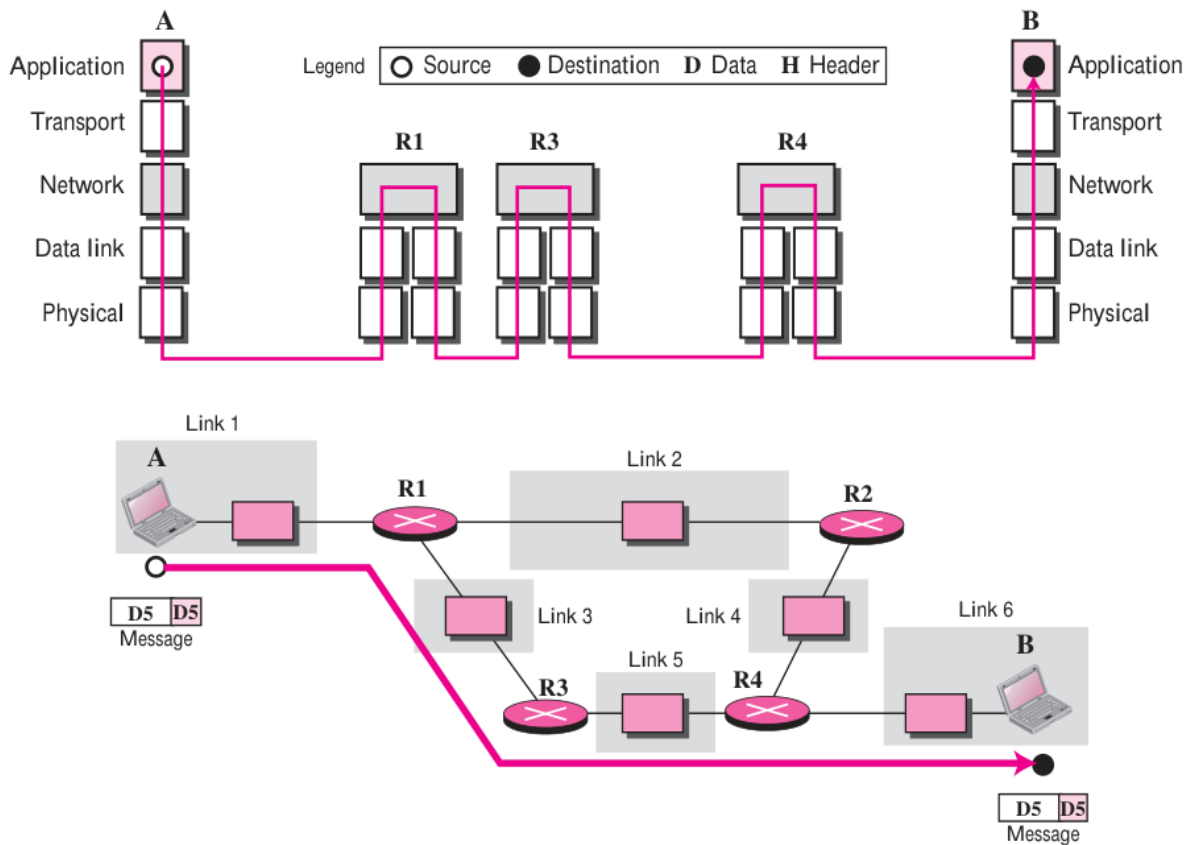 A
B
Legend
Source
Destination
D Data
H Header
Application
Application
Transport
Transport
R1
R3
R4
Network
Network
Data link
Data link
Physical
Physical
Link 1
A
Link 2
R1
R2
Link 3
Link 4
Link 6
D5 D5
Message
B
Link 5
R3
R4
D5 D5
Message